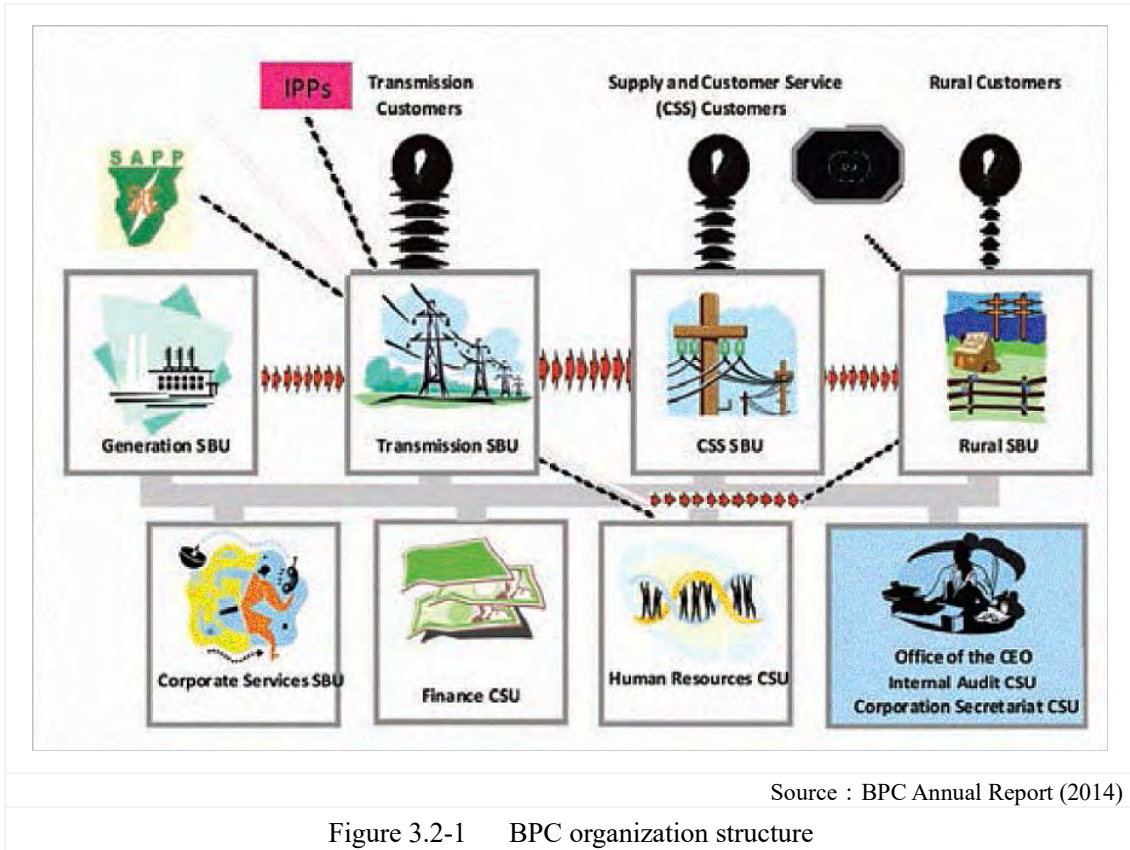 IPPs
Transmission
Customers
Supply and Customer Service
(CSS) Customers
Rural Customers
SAPP
Generation SBU
Transmission SBU
CSS SBU
Rural SBU
Corporate Services SBU
Finance CSU
Human Resources CSU
Office of the CEO
Internal Audit CSU
Corporation Secretariat CSU
Source：BPC Annual Report (2014)
Figure 3.2-1 BPC organization structure